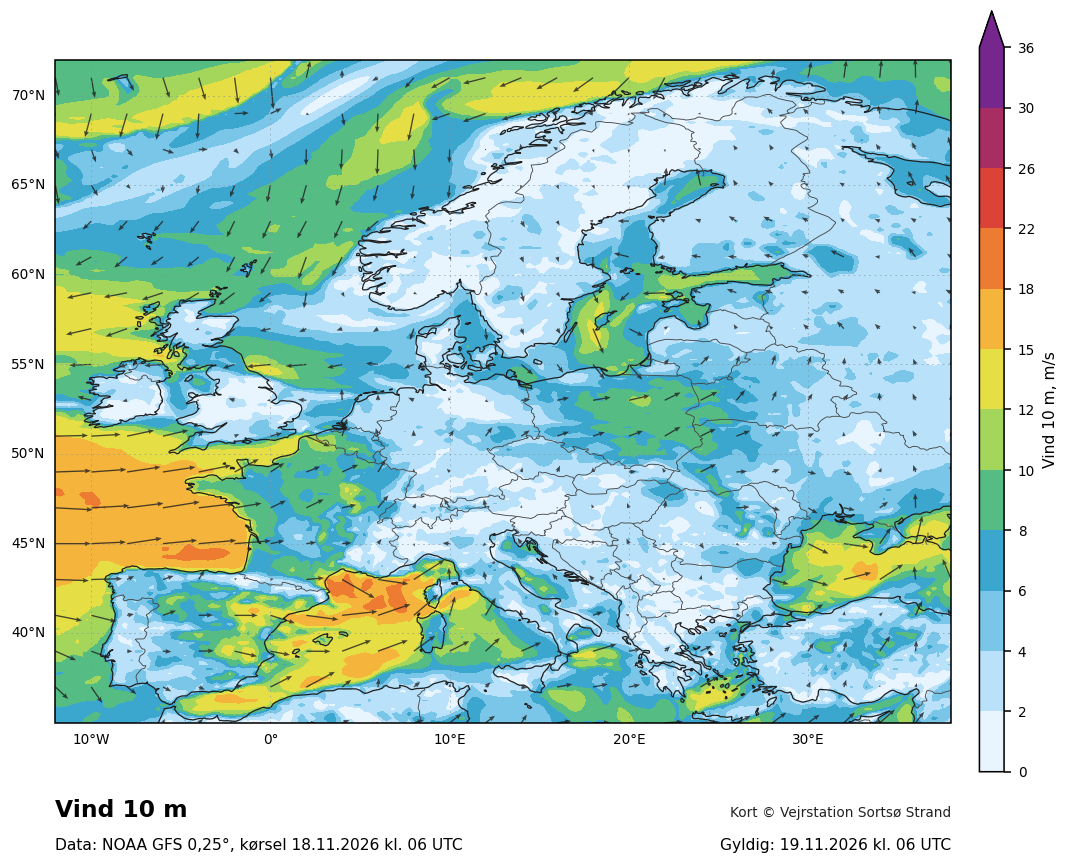 36
30
26
22
18
15
12
10
8
6
4
2
0
Vind 10 m, m/s
70°N
65°N
60°N
55°N
50°N
45°N
40°N
10°W
0°
10°E
20°E
30°E
Vind 10 m
Kort © Vejrstation Sortsø Strand
Data: NOAA GFS 0,25°, kørsel 18.11.2026 kl. 06 UTC
Gyldig: 19.11.2026 kl. 06 UTC